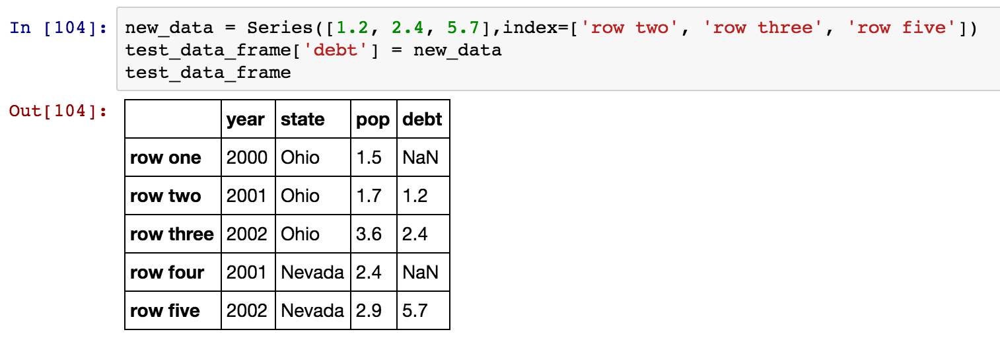 In [104]: new_data = Series([1.2, 2.4, 5.7],index=['row two', 'row three', 'row five'])
test_data_frame['debt'] = new_data
test_data_frame
Out[104]:
year state pop debt
row one 2000 Ohio 1.5 NaN
row two 2001 Ohio 1.7 1.2
row three 2002 Ohio 3.6 2.4
row four 2001 Nevada 2.4 NaN
row five 2002 Nevada 2.9 5.7